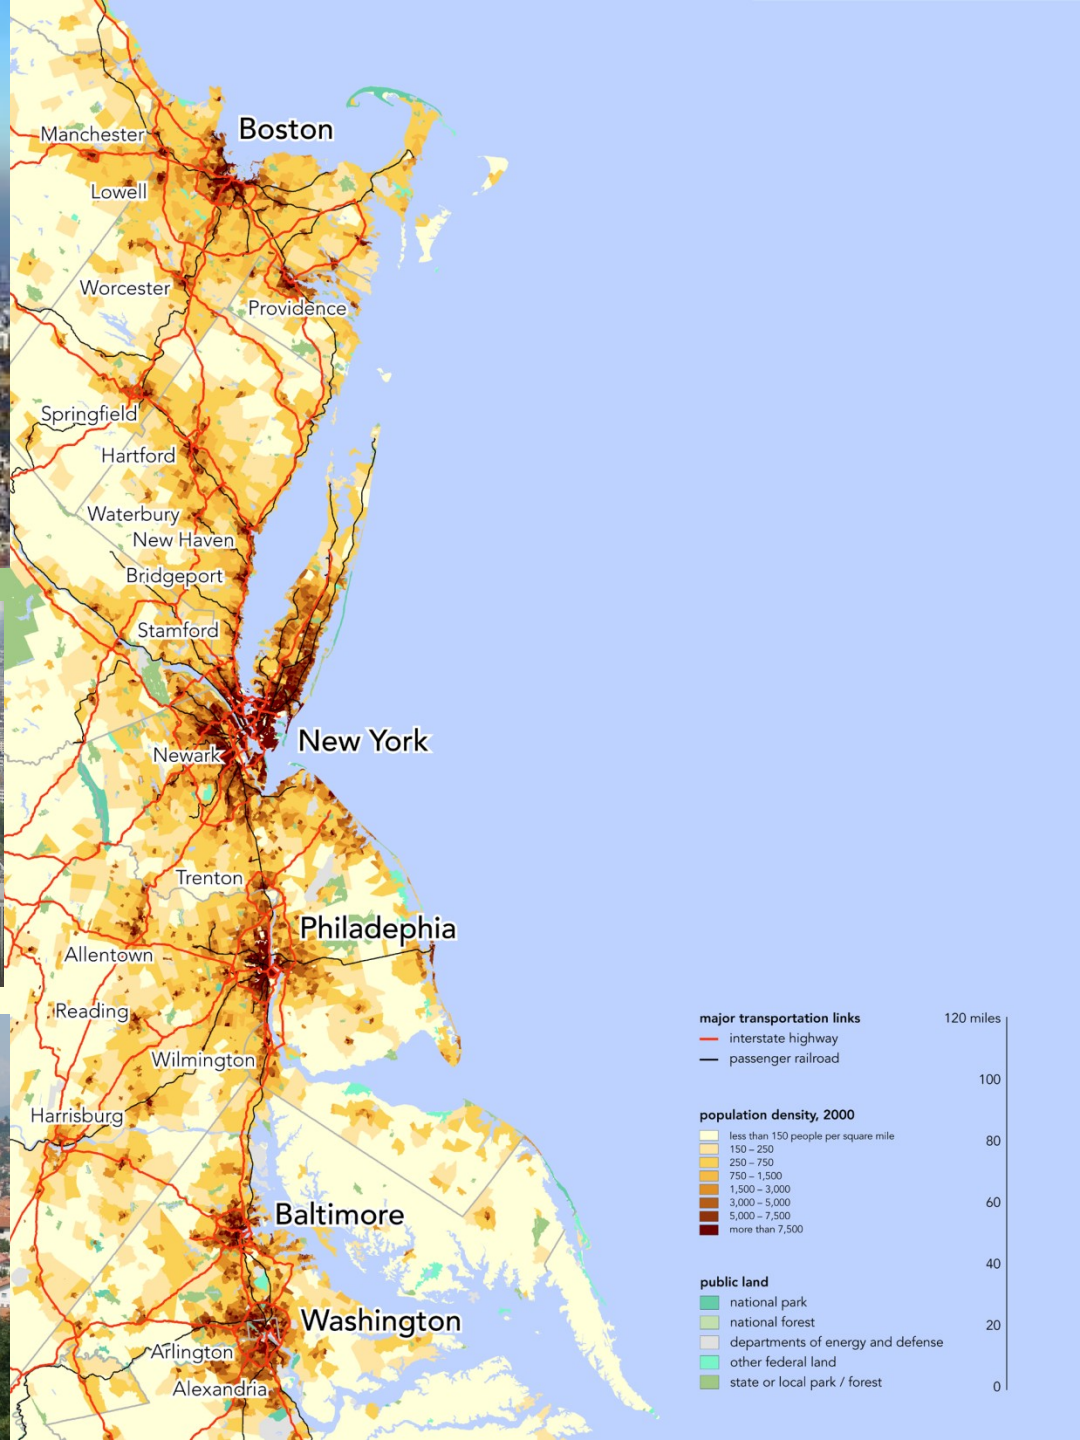 Boston
Manchester
Lowell
Worcester
Providence
Springfield
Hartford
Waterbury
New Haven
Bridgeport
Stamford
New York
Newark
Trenton
Philadephia
Allentown
Reading
Wilmington
Harrisburg
Baltimore
Washington
Arlington
Alexandria
major transportation links
interstate highway
passenger railroad
population density, 2000
less than 150 people per square mile
150 – 250
250 – 750
750 – 1,500
1,500 – 3,000
3,000 – 5,000
5,000 – 7,500
more than 7,500
public land
national park
national forest
departments of energy and defense
other federal land
state or local park / forest
120 miles
100
80
60
40
20
0